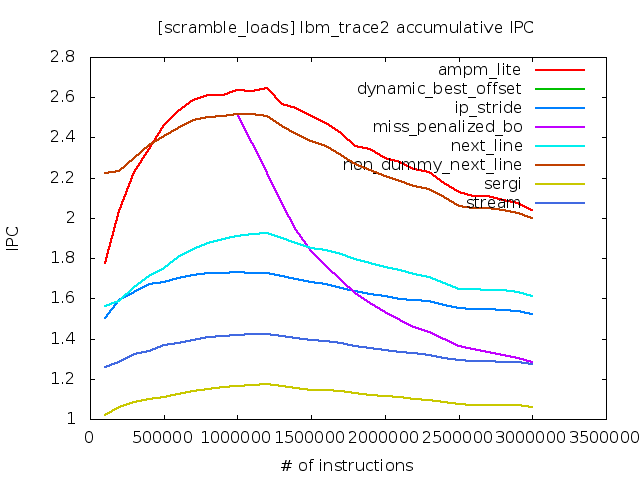 [scramble_loads] lbm_trace2 accumulative IPC
2.8
2.6
2.4
2.2
2
1.8
1.6
1.4
1.2
1
IPC
ampm_lite
dynamic_best_offset
ip_stride
miss_penalized_bo
next_line
non_dummy_next_line
sergi
stream
0 500000 1000000 1500000 2000000 2500000 3000000 3500000
# of instructions